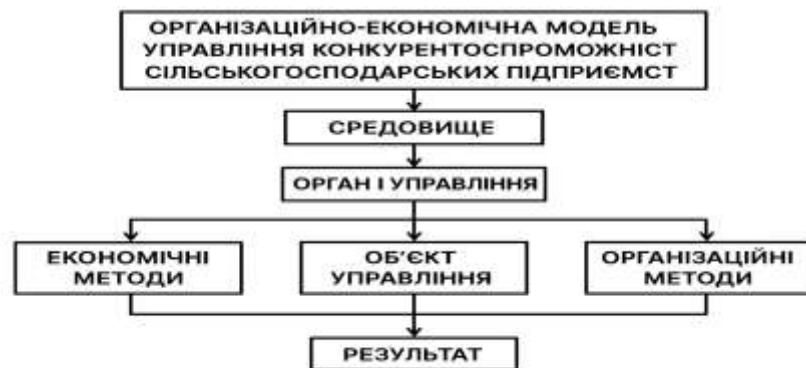 ОРГАНІЗАЦІЙНО-ЕКОНОМІЧНА МОДЕЛЬ
УПРАВЛІННЯ КОНКУРЕНТОСПРОМОЖНІСТ
СІЛЬСЬКОГОСПОДАРСЬКИХ ПІДПРИЄМСТ
СРЕДОВИЩЕ
ОРГАН І УПРАВЛІННЯ
ЕКОНОМІЧНІ
МЕТОДИ
ОБ'ЄКТ
УПРАВЛІННЯ
ОРГАНІЗАЦІЙНІ
МЕТОДИ
РЕЗУЛЬТАТ